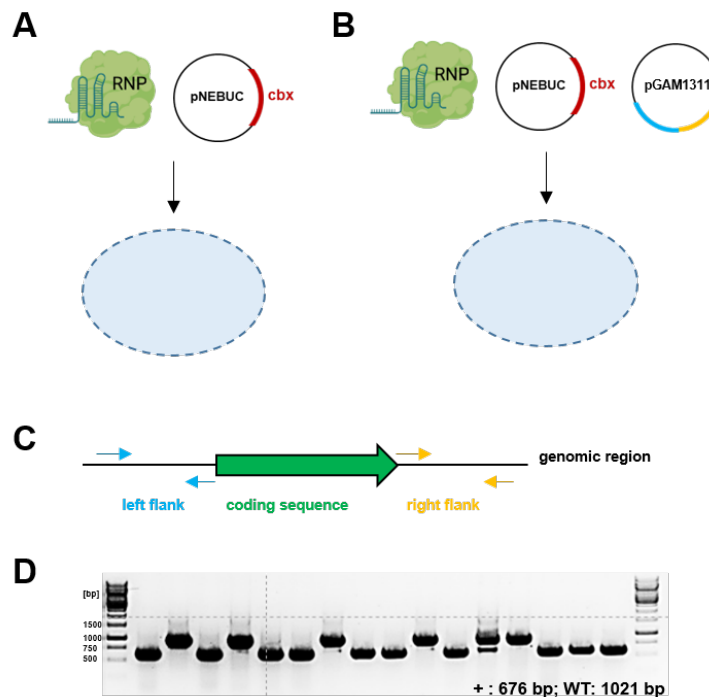 A
RNP
pNEBUC
cbx
B
RNP
pNEBUC
cbx
pGAM1311
C
genomic region
left flank
coding sequence
right flank
D
[bp]
1500
1000
750
500
+ : 676 bp; WT: 1021 bp